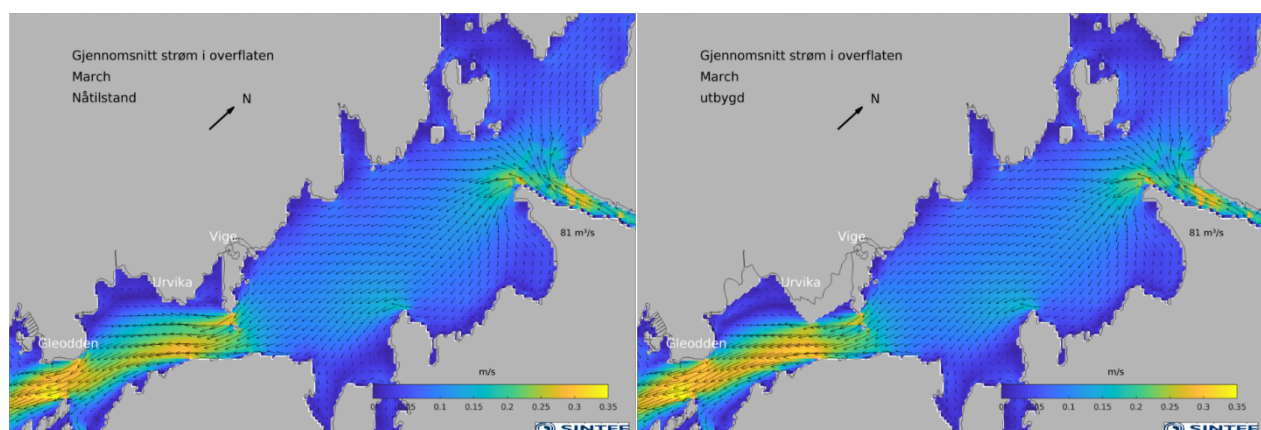 Gjennomsnitt strøm i overflaten
March
Nåtilstand
N
Vige
81 m³/s
Urvika
Gleodden
m/s
0 0.1 0.15 0.2 0.25 0.3 0.35
SINTEF
Gjennomsnitt strøm i overflaten
March
utbygd
N
Vige
81 m³/s
Urvika
Gleodden
m/s
0 0.1 0.15 0.2 0.25 0.3 0.35
SINTEF